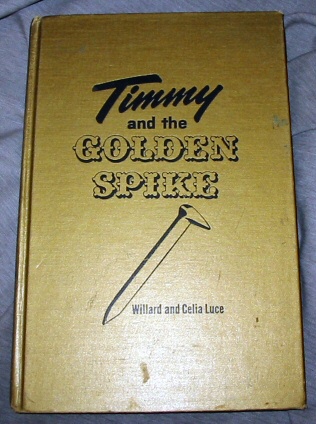 Timmy
and the
GOLDEN
SPIKE
Willard and Celia Luce